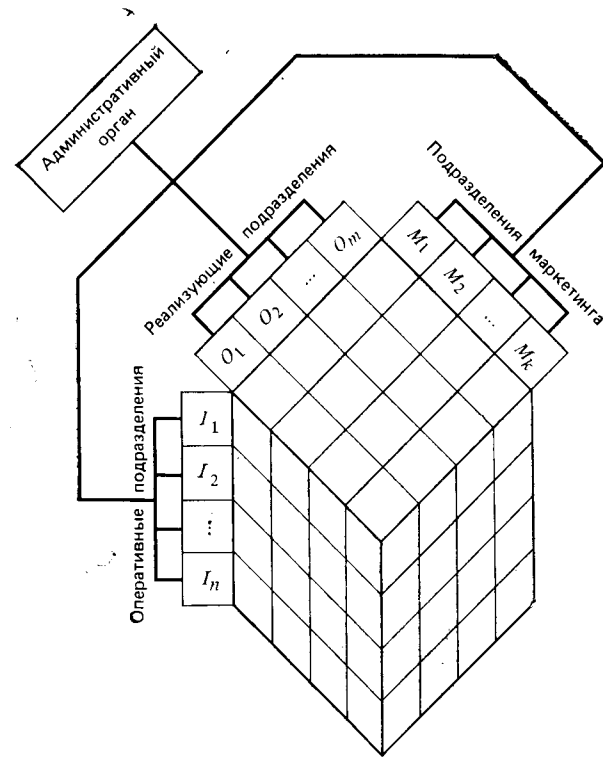 Административный
орган
Реализующие подразделения
Подразделения маркетинга
Оперативные подразделения
O₁
O₂
...
Oₘ
M₁
M₂
...
Mₖ
I₁
I₂
⋮
Iₙ